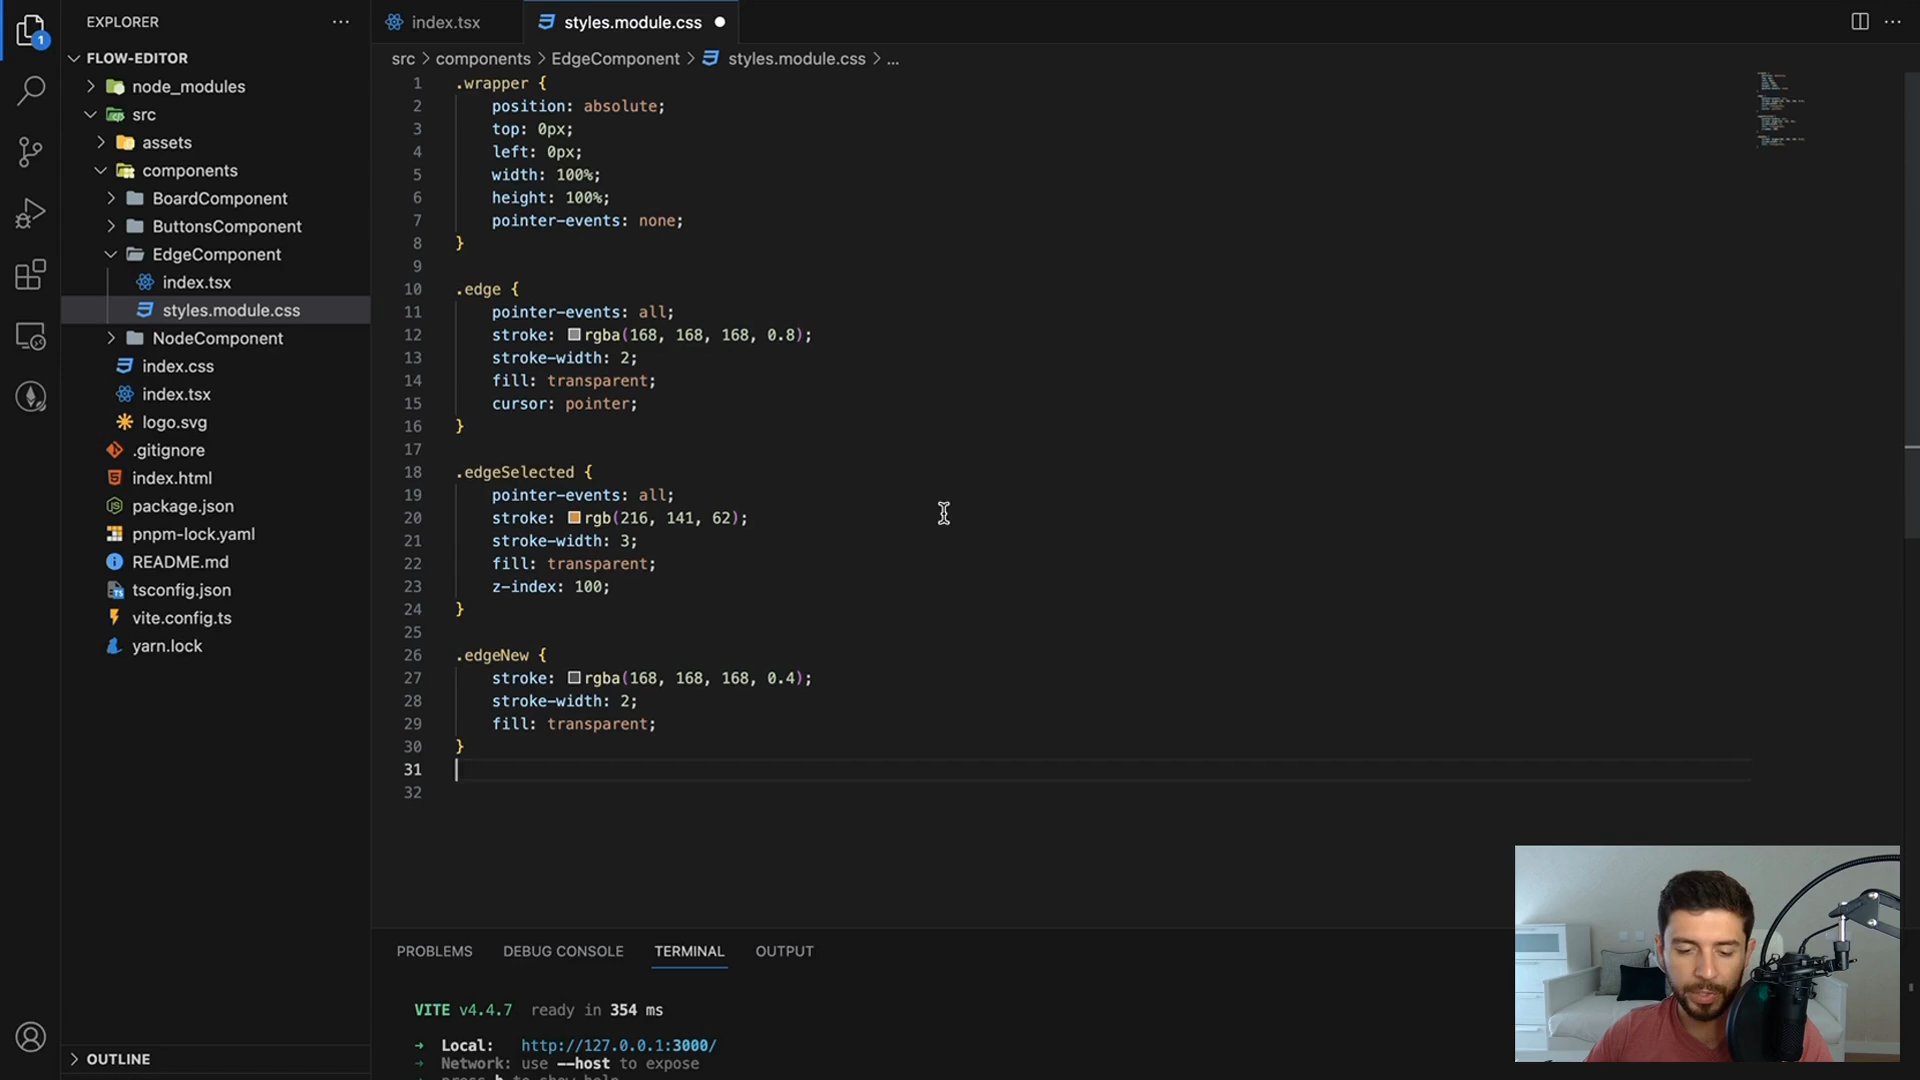 EXPLORER
FLOW-EDITOR
node_modules
src
assets
components
BoardComponent
ButtonsComponent
EdgeComponent
index.tsx
styles.module.css
NodeComponent
index.css
index.tsx
logo.svg
.gitignore
index.html
package.json
pnpm-lock.yaml
README.md
tsconfig.json
vite.config.ts
yarn.lock
OUTLINE
1
index.tsx
styles.module.css
src > components > EdgeComponent > styles.module.css > ...
1 .wrapper {
2 position: absolute;
3 top: 0px;
4 left: 0px;
5 width: 100%;
6 height: 100%;
7 pointer-events: none;
8 }
9
10 .edge {
11 pointer-events: all;
12 stroke: rgba(168, 168, 168, 0.8);
13 stroke-width: 2;
14 fill: transparent;
15 cursor: pointer;
16 }
17
18 .edgeSelected {
19 pointer-events: all;
20 stroke: rgb(216, 141, 62);
21 stroke-width: 3;
22 fill: transparent;
23 z-index: 100;
24 }
25
26 .edgeNew {
27 stroke: rgba(168, 168, 168, 0.4);
28 stroke-width: 2;
29 fill: transparent;
30 }
31
32
PROBLEMS DEBUG CONSOLE TERMINAL OUTPUT
VITE v4.4.7 ready in 354 ms
➜ Local: http://127.0.0.1:3000/
➜ Network: use --host to expose
➜ press h to show help